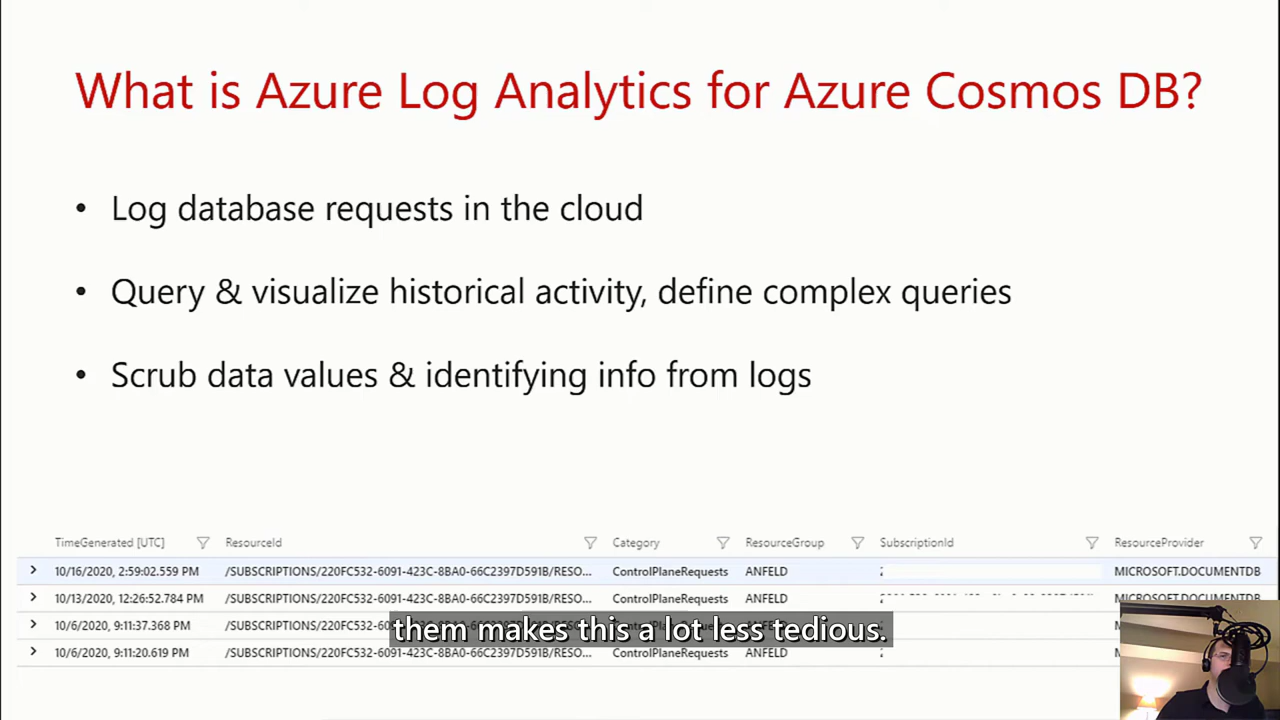 What is Azure Log Analytics for Azure Cosmos DB?
• Log database requests in the cloud
• Query & visualize historical activity, define complex queries
• Scrub data values & identifying info from logs
TimeGenerated [UTC] ResourceId Category ResourceGroup SubscriptionId ResourceProvider
10/16/2020, 2:59:02.559 PM /SUBSCRIPTIONS/220FC532-6091-423C-8BA0-66C2397D591B/RESO... ControlPlaneRequests ANFELD MICROSOFT.DOCUMENTDB
10/13/2020, 12:26:52.784 PM /SUBSCRIPTIONS/220FC532-6091-423C-8BA0-66C2397D591B/RESO... ControlPlaneRequests ANFELD MICROSOFT.DOCUMENTDB
10/6/2020, 9:11:37.368 PM /SUBSCRIPTIONS/220FC532-6091
10/6/2020, 9:11:20.619 PM /SUBSCRIPTIONS/220FC532-6091-423C-8BA0-66C2397D591B/RESO... ControlPlaneRequests ANFELD
them makes this a lot less tedious.